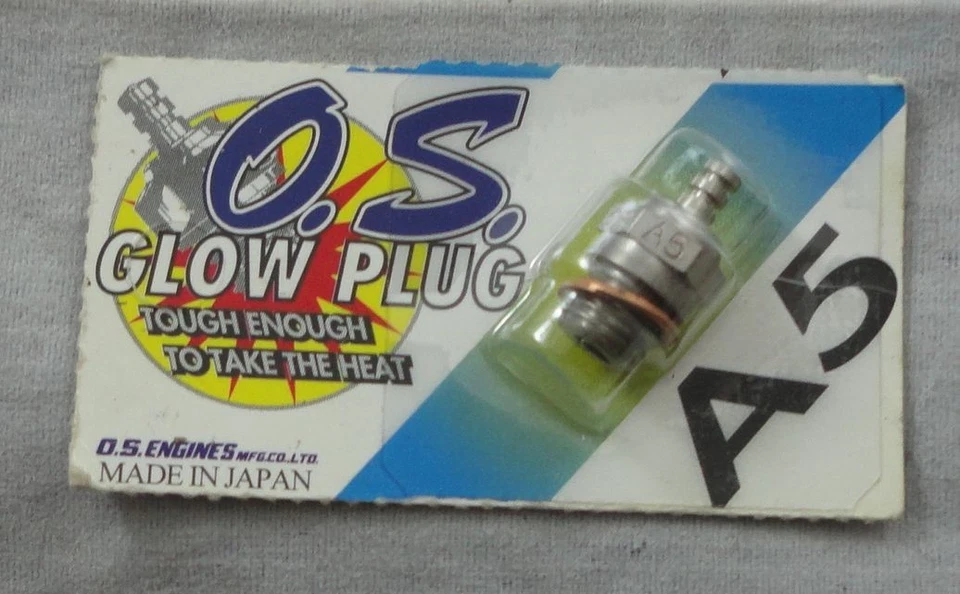 O.S.
GLOW PLUG
TOUGH ENOUGH
TO TAKE THE HEAT
O.S. ENGINES MFG.CO.,LTD.
MADE IN JAPAN
A5
A5